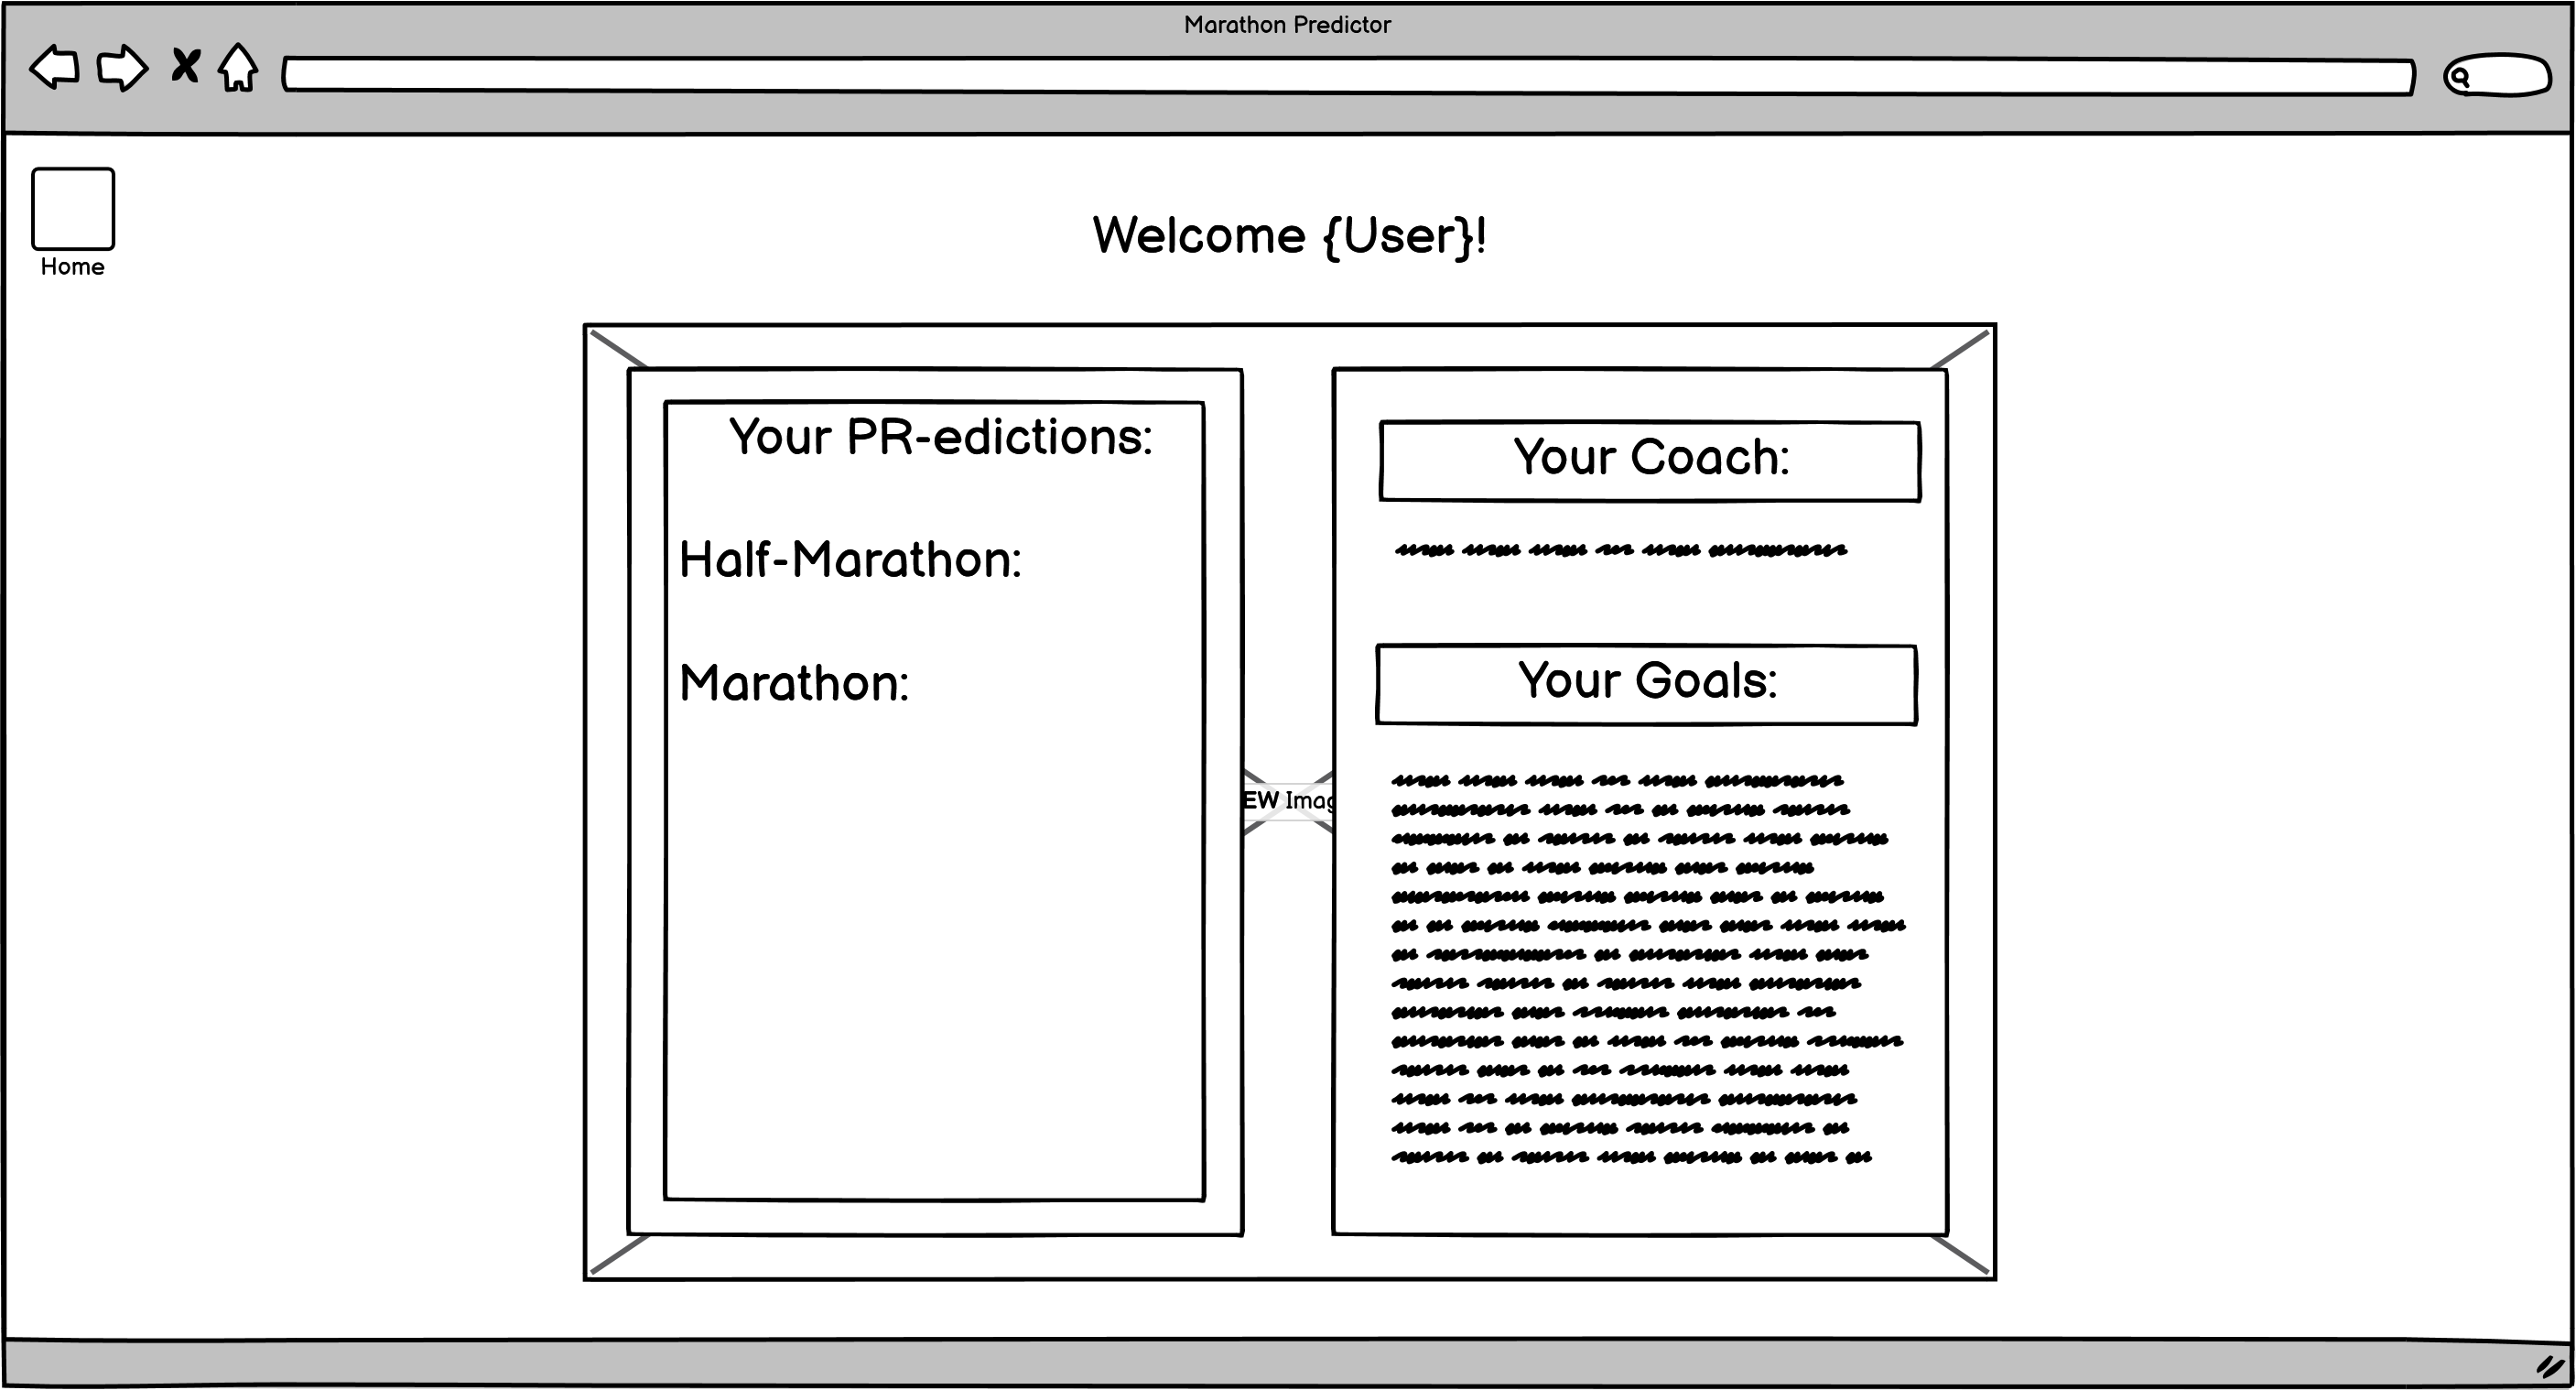 Marathon Predictor
Home
Welcome {User}!
Your PR-edictions:
Half-Marathon:
Marathon:
EW Imag
Your Coach:
Your Goals: